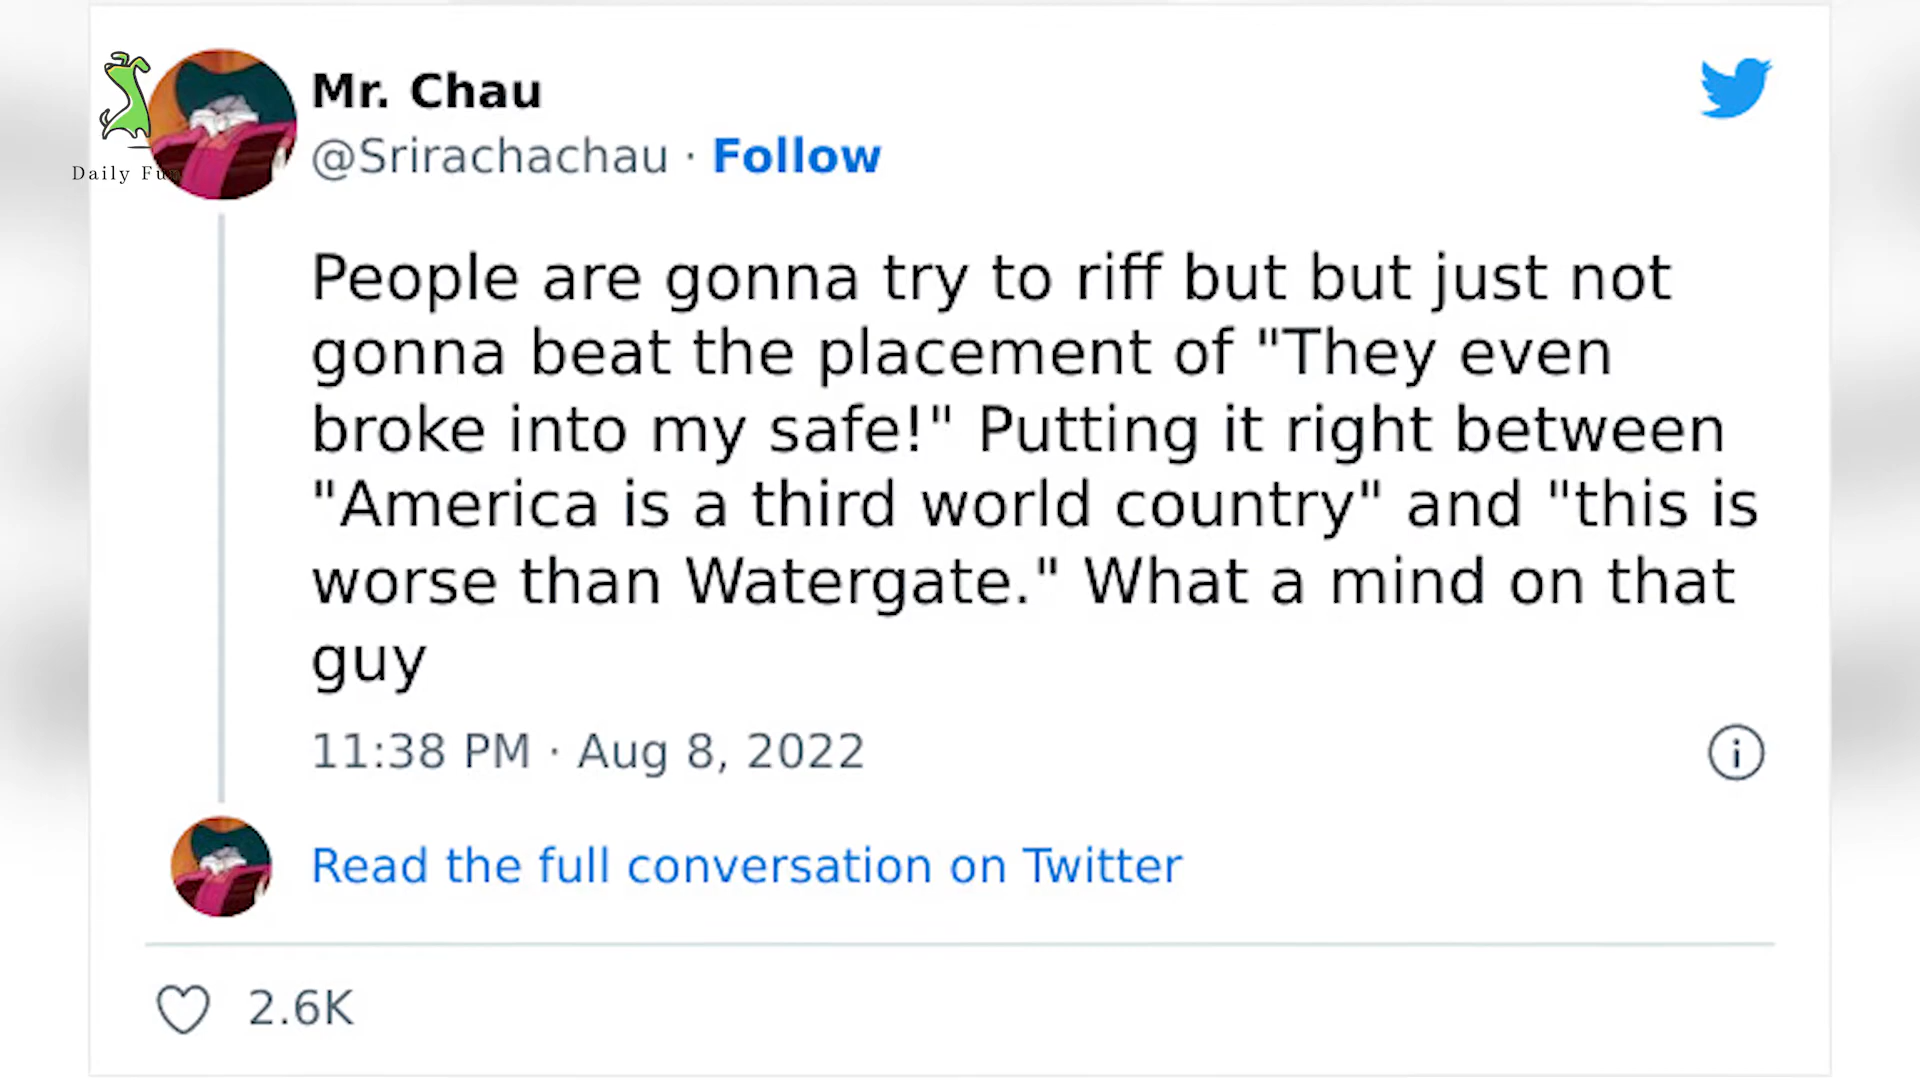 Mr. Chau
@Srirachachau · Follow
Daily Fun
People are gonna try to riff but but just not
gonna beat the placement of "They even
broke into my safe!" Putting it right between
"America is a third world country" and "this is
worse than Watergate." What a mind on that
guy
11:38 PM · Aug 8, 2022
Read the full conversation on Twitter
2.6K